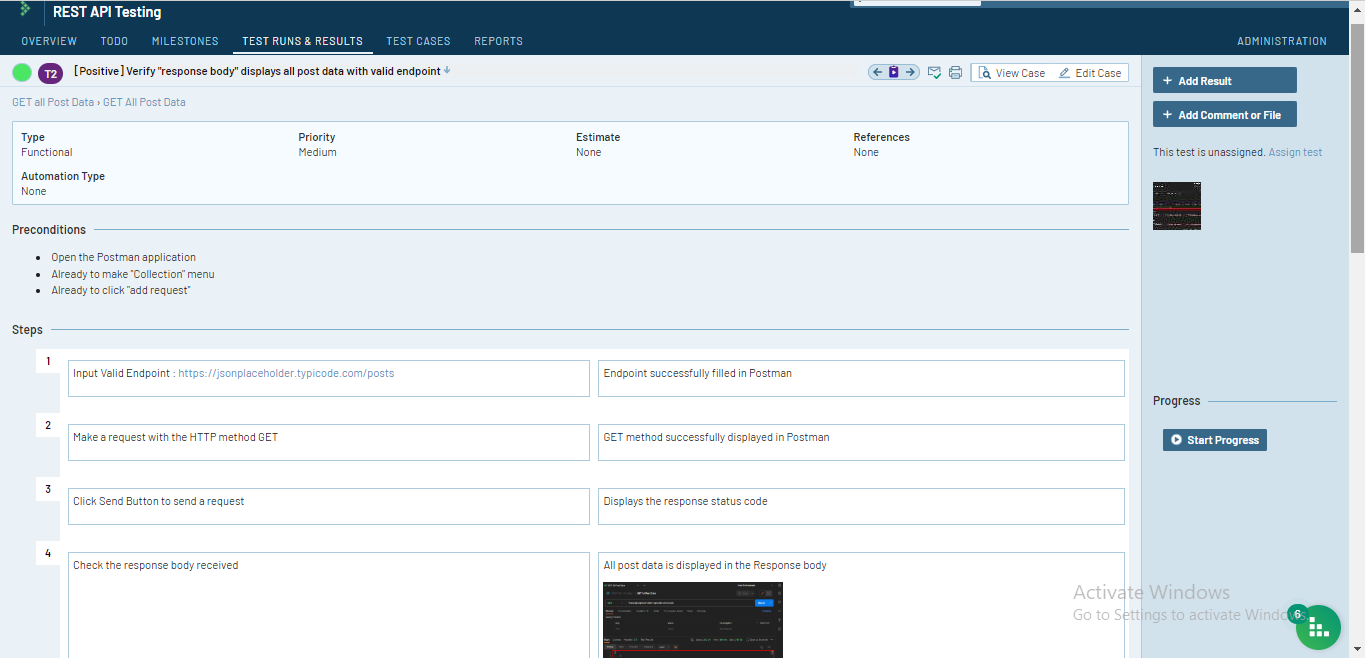 REST API Testing
OVERVIEW TODO MILESTONES TEST RUNS & RESULTS TEST CASES REPORTS ADMINISTRATION
T2 [Positive] Verify "response body" displays all post data with valid endpoint
View Case Edit Case
+ Add Result
GET all Post Data › GET All Post Data
+ Add Comment or File
Type Priority Estimate References
Functional Medium None None
This test is unassigned. Assign test
Automation Type
None
Preconditions
• Open the Postman application
• Already to make "Collection" menu
• Already to click "add request"
Steps
1
Input Valid Endpoint : https://jsonplaceholder.typicode.com/posts Endpoint successfully filled in Postman
Progress
2
Make a request with the HTTP method GET GET method successfully displayed in Postman
Start Progress
3
Click Send Button to send a request Displays the response status code
4
Check the response body received All post data is displayed in the Response body
Activate Windows
Go to Settings to activate Windows.
6